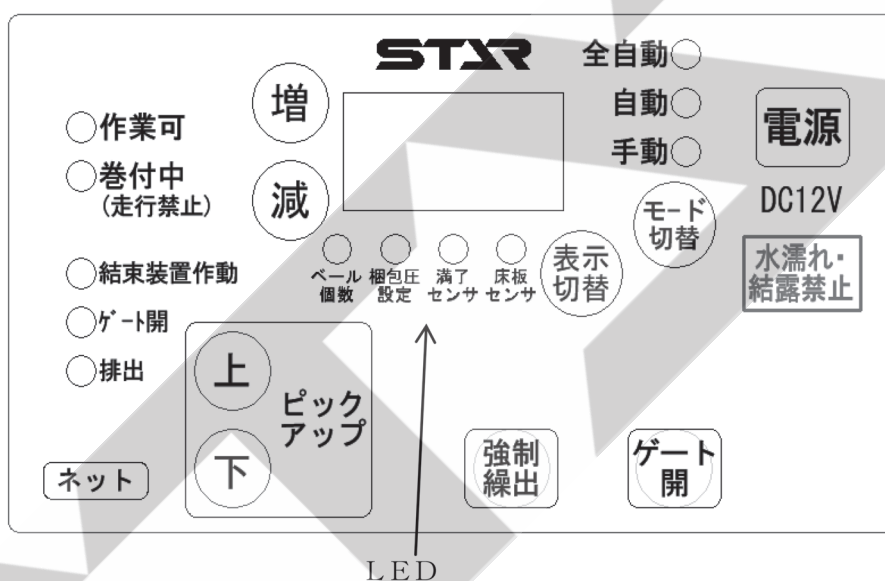 STAR
全自動
自動
手動
増
減
電源
DC12V
モード
切替
水濡れ・
結露禁止
作業可
巻付中
(走行禁止)
結束装置作動
ゲート開
排出
ベール
個数
梱包圧
設定
満了
センサ
床板
センサ
表示
切替
上
下
ピック
アップ
ネット
強制
繰出
ゲート
開
LED